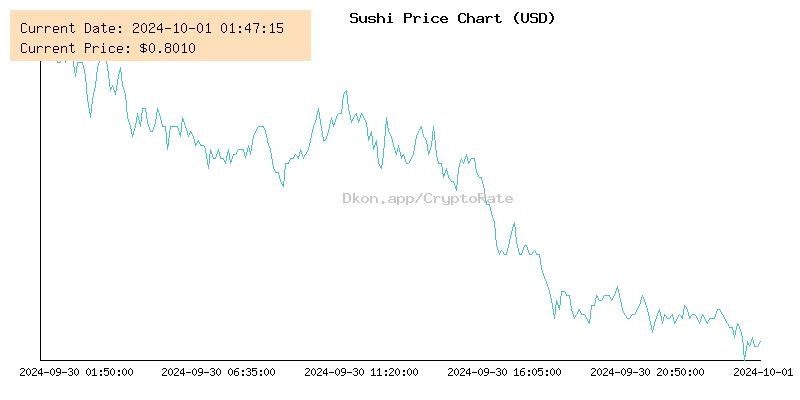 Sushi Price Chart (USD)
Current Date: 2024-10-01 01:47:15
Current Price: $0.8010
Dkon.app/CryptoRate
2024-09-30 01:50:00 2024-09-30 06:35:00 2024-09-30 11:20:00 2024-09-30 16:05:00 2024-09-30 20:50:00 2024-10-01